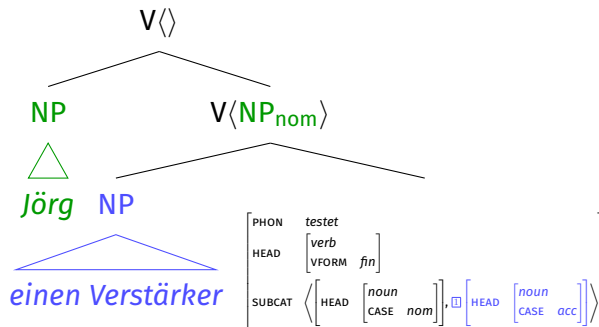 V⟨⟩
NP V⟨NP_nom⟩
Jörg NP
einen Verstärker
PHON testet
HEAD [verb
VFORM fin]
SUBCAT ⟨[HEAD [noun
CASE nom]], 1[HEAD [noun
CASE acc]]⟩